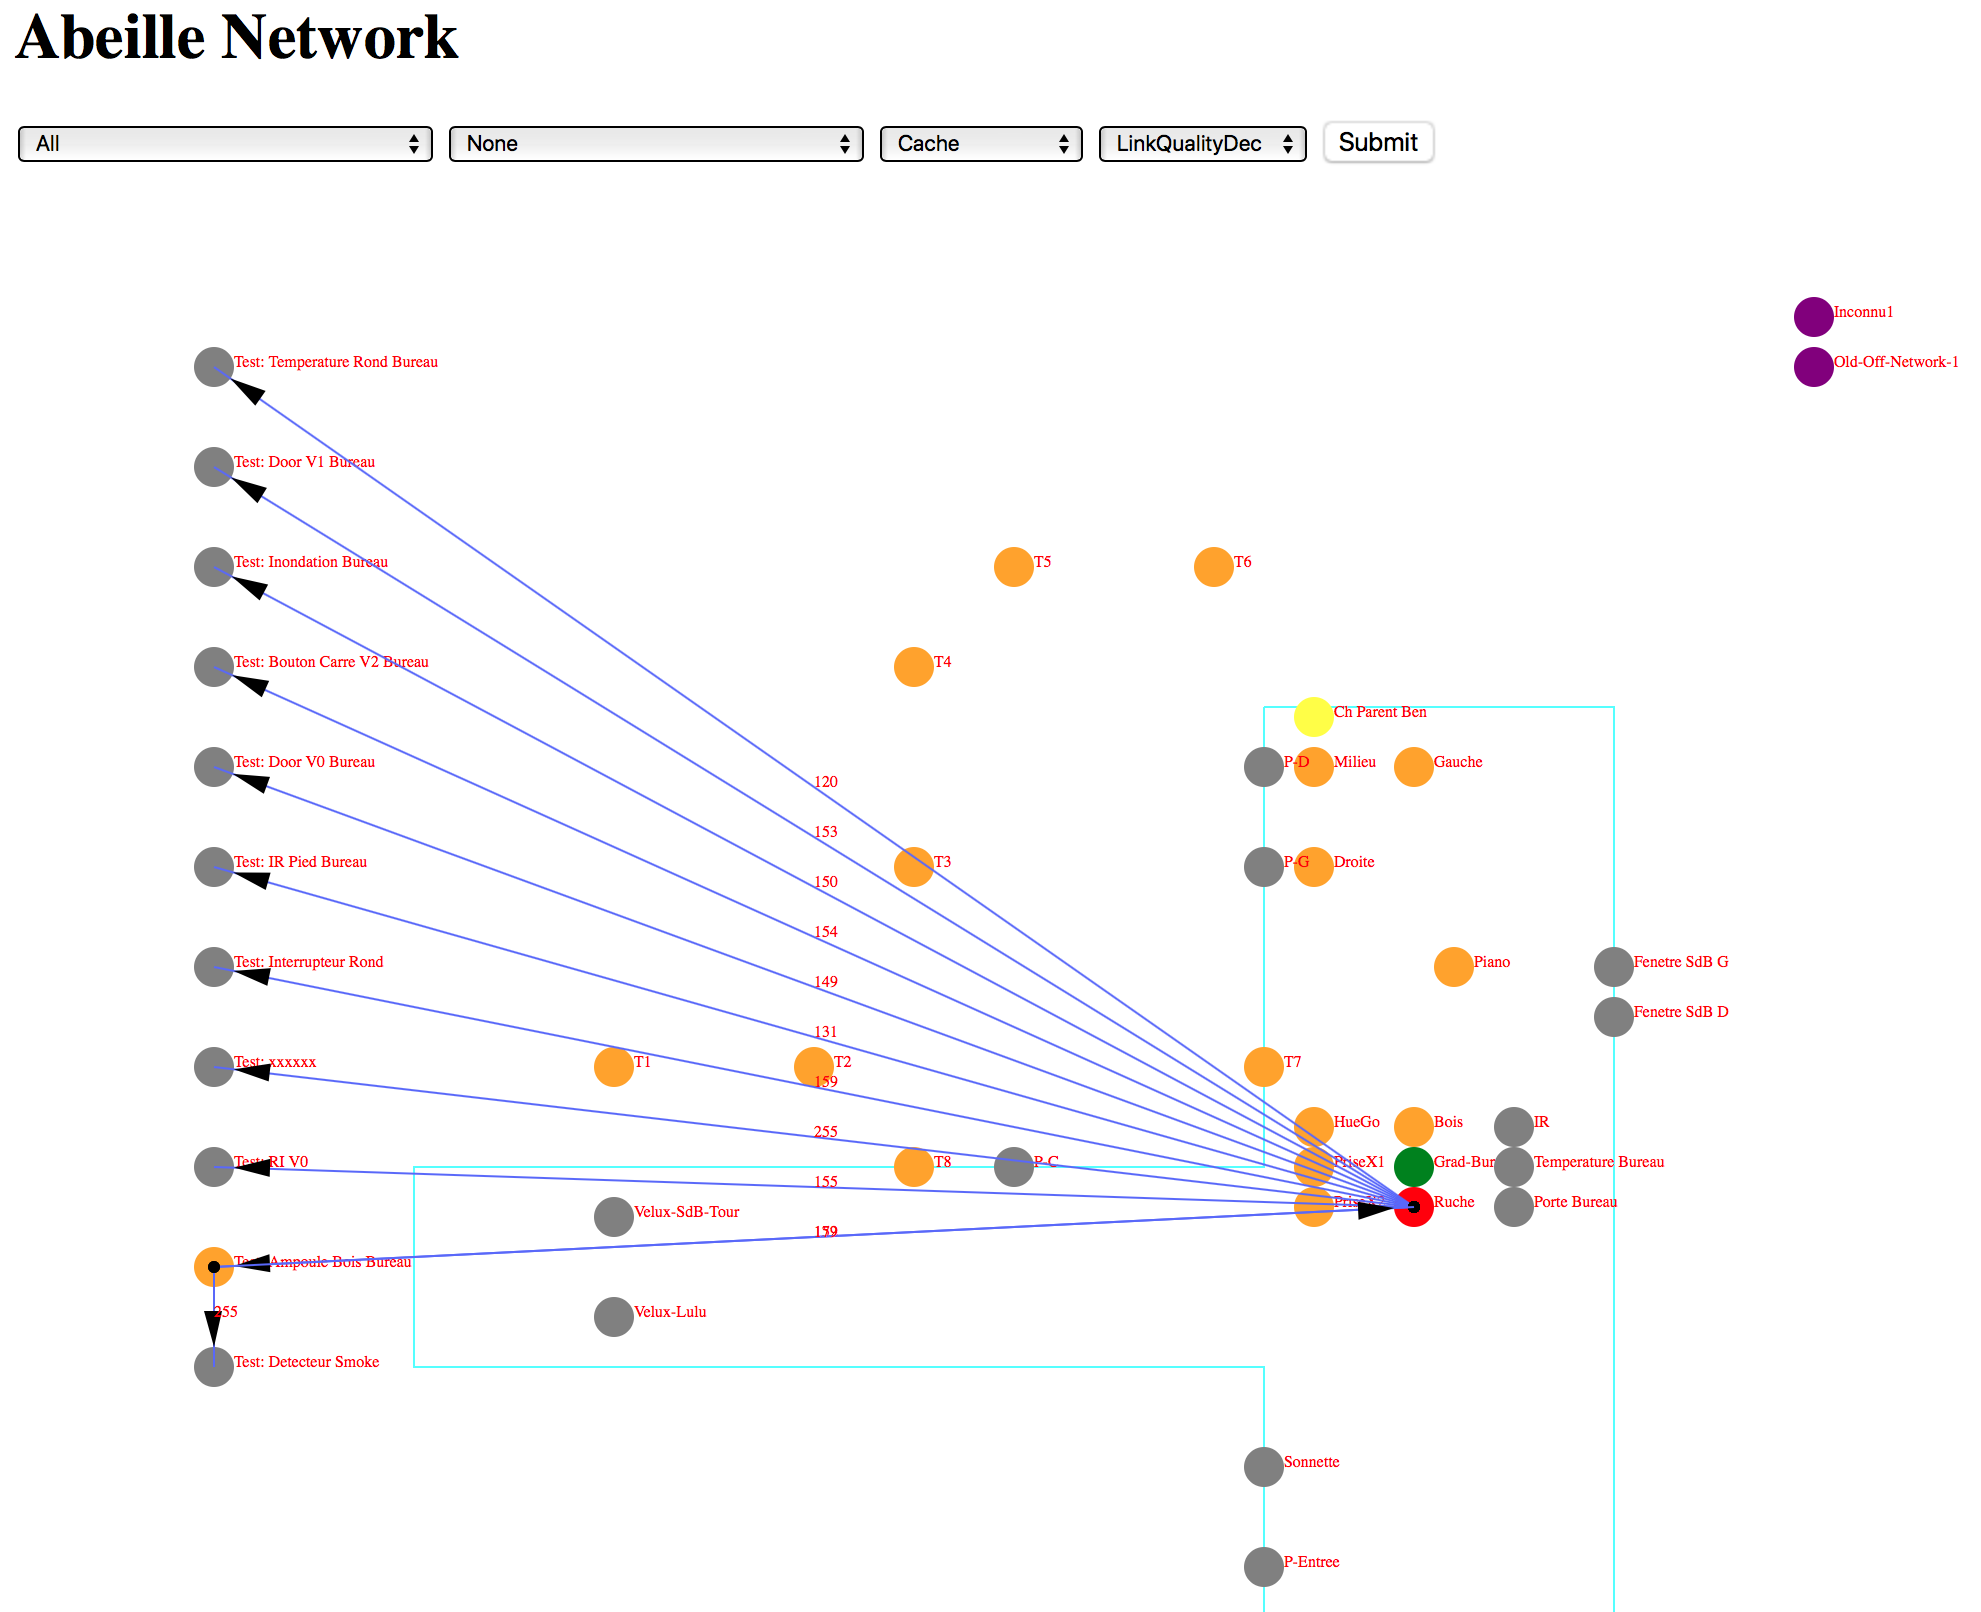 Abeille Network
All None Cache LinkQualityDec Submit
Inconnu1
Test: Temperature Rond Bureau
Old-Off-Network-1
Test: Door V1 Bureau
Test: Inondation Bureau
T5
T6
Test: Bouton Carre V2 Bureau
T4
Ch Parent Ben
Test: Door V0 Bureau
P-D
Milieu
Gauche
120
153
Test: IR Pied Bureau
T3
P-G
Droite
150
154
Test: Interrupteur Rond
Piano
Fenetre SdB G
149
Fenetre SdB D
131
Test: xxxxxx
T1
T2
T7
159
HueGo
Bois
IR
255
Test: RI V0
T8
P-C
PriseX1
Grad-Bur
Temperature Bureau
155
Ruche
Porte Bureau
Velux-SdB-Tour
Ampoule Bois Bureau
255
Velux-Lulu
Test: Detecteur Smoke
Sonnette
P-Entree